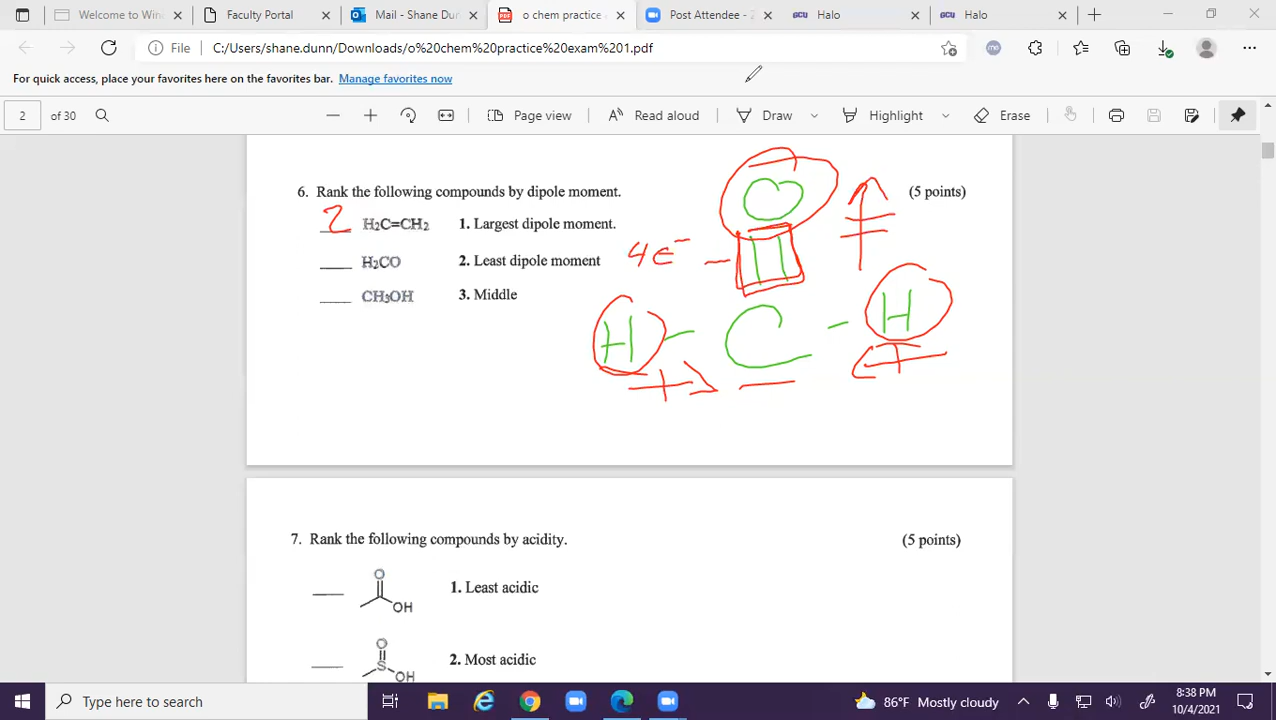 Welcome to Win
Faculty Portal
Mail - Shane Du
o chem practice
Post Attendee -
Halo
Halo
File
C:/Users/shane.dunn/Downloads/o%20chem%20practice%20exam%201.pdf
For quick access, place your favorites here on the favorites bar. Manage favorites now
2 of 30
Page view
Read aloud
Draw
Highlight
Erase
6. Rank the following compounds by dipole moment. (5 points)
2 H₂C=CH₂ 1. Largest dipole moment.
___ H₂CO 2. Least dipole moment
___ CH₃OH 3. Middle
O
4e⁻
H - C - H
7. Rank the following compounds by acidity. (5 points)
O
OH
1. Least acidic
O
S
OH
2. Most acidic
Type here to search
86°F Mostly cloudy
8:38 PM
10/4/2021